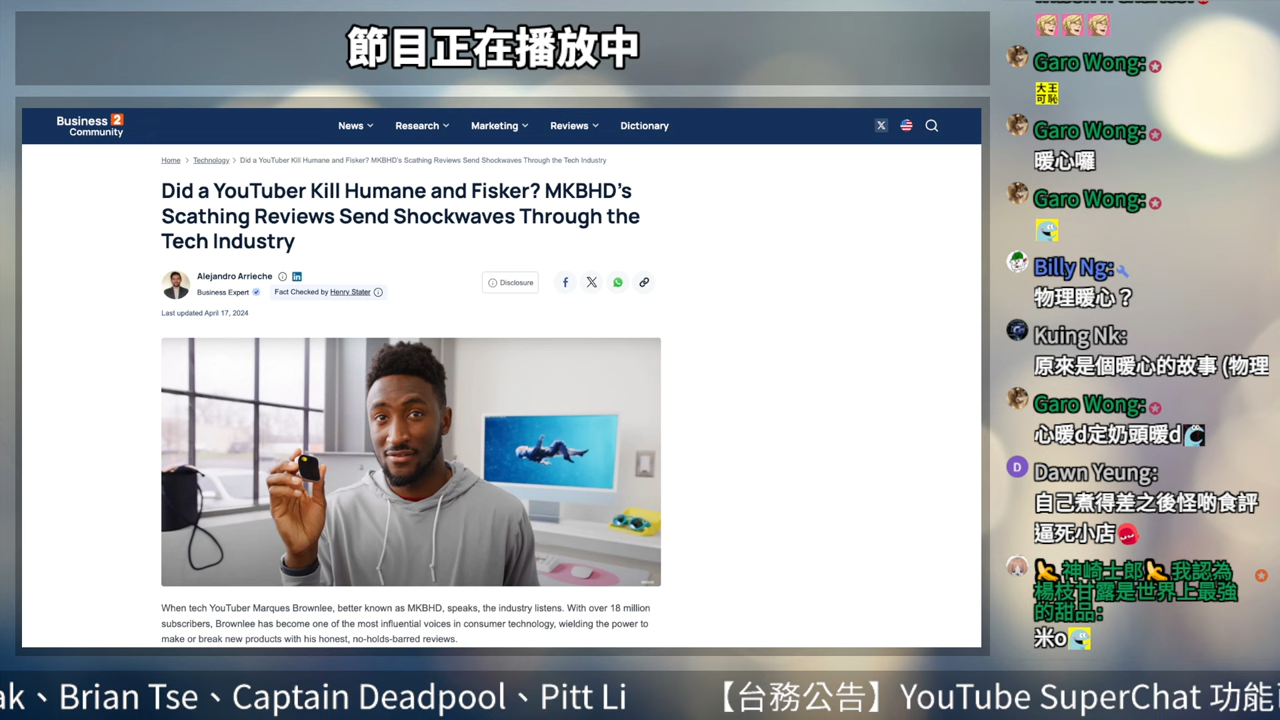 節目正在播放中
Business 2
Community
News
Research
Marketing
Reviews
Dictionary
Home > Technology > Did a YouTuber Kill Humane and Fisker? MKBHD's Scathing Reviews Send Shockwaves Through the Tech Industry
Did a YouTuber Kill Humane and Fisker? MKBHD's
Scathing Reviews Send Shockwaves Through the
Tech Industry
Alejandro Arrieche
Business Expert
Fact Checked by Henry Stater
Disclosure
Last updated April 17, 2024
When tech YouTuber Marques Brownlee, better known as MKBHD, speaks, the industry listens. With over 18 million
subscribers, Brownlee has become one of the most influential voices in consumer technology, wielding the power to
make or break new products with his honest, no-holds-barred reviews.
Garo Wong:
大王
可恥
Garo Wong:
暖心囉
Garo Wong:
Billy Ng:
物理暖心？
Kuing Nk:
原來是個暖心的故事 (物理
Garo Wong:
心暖d定奶頭暖d
D
Dawn Yeung:
自己煮得差之後怪啲食評
逼死小店
神崎士郎 我認為
楊枝甘露是世界上最強
的甜品:
米o
ak、Brian Tse、Captain Deadpool、Pitt Li
【台務公告】YouTube SuperChat 功能